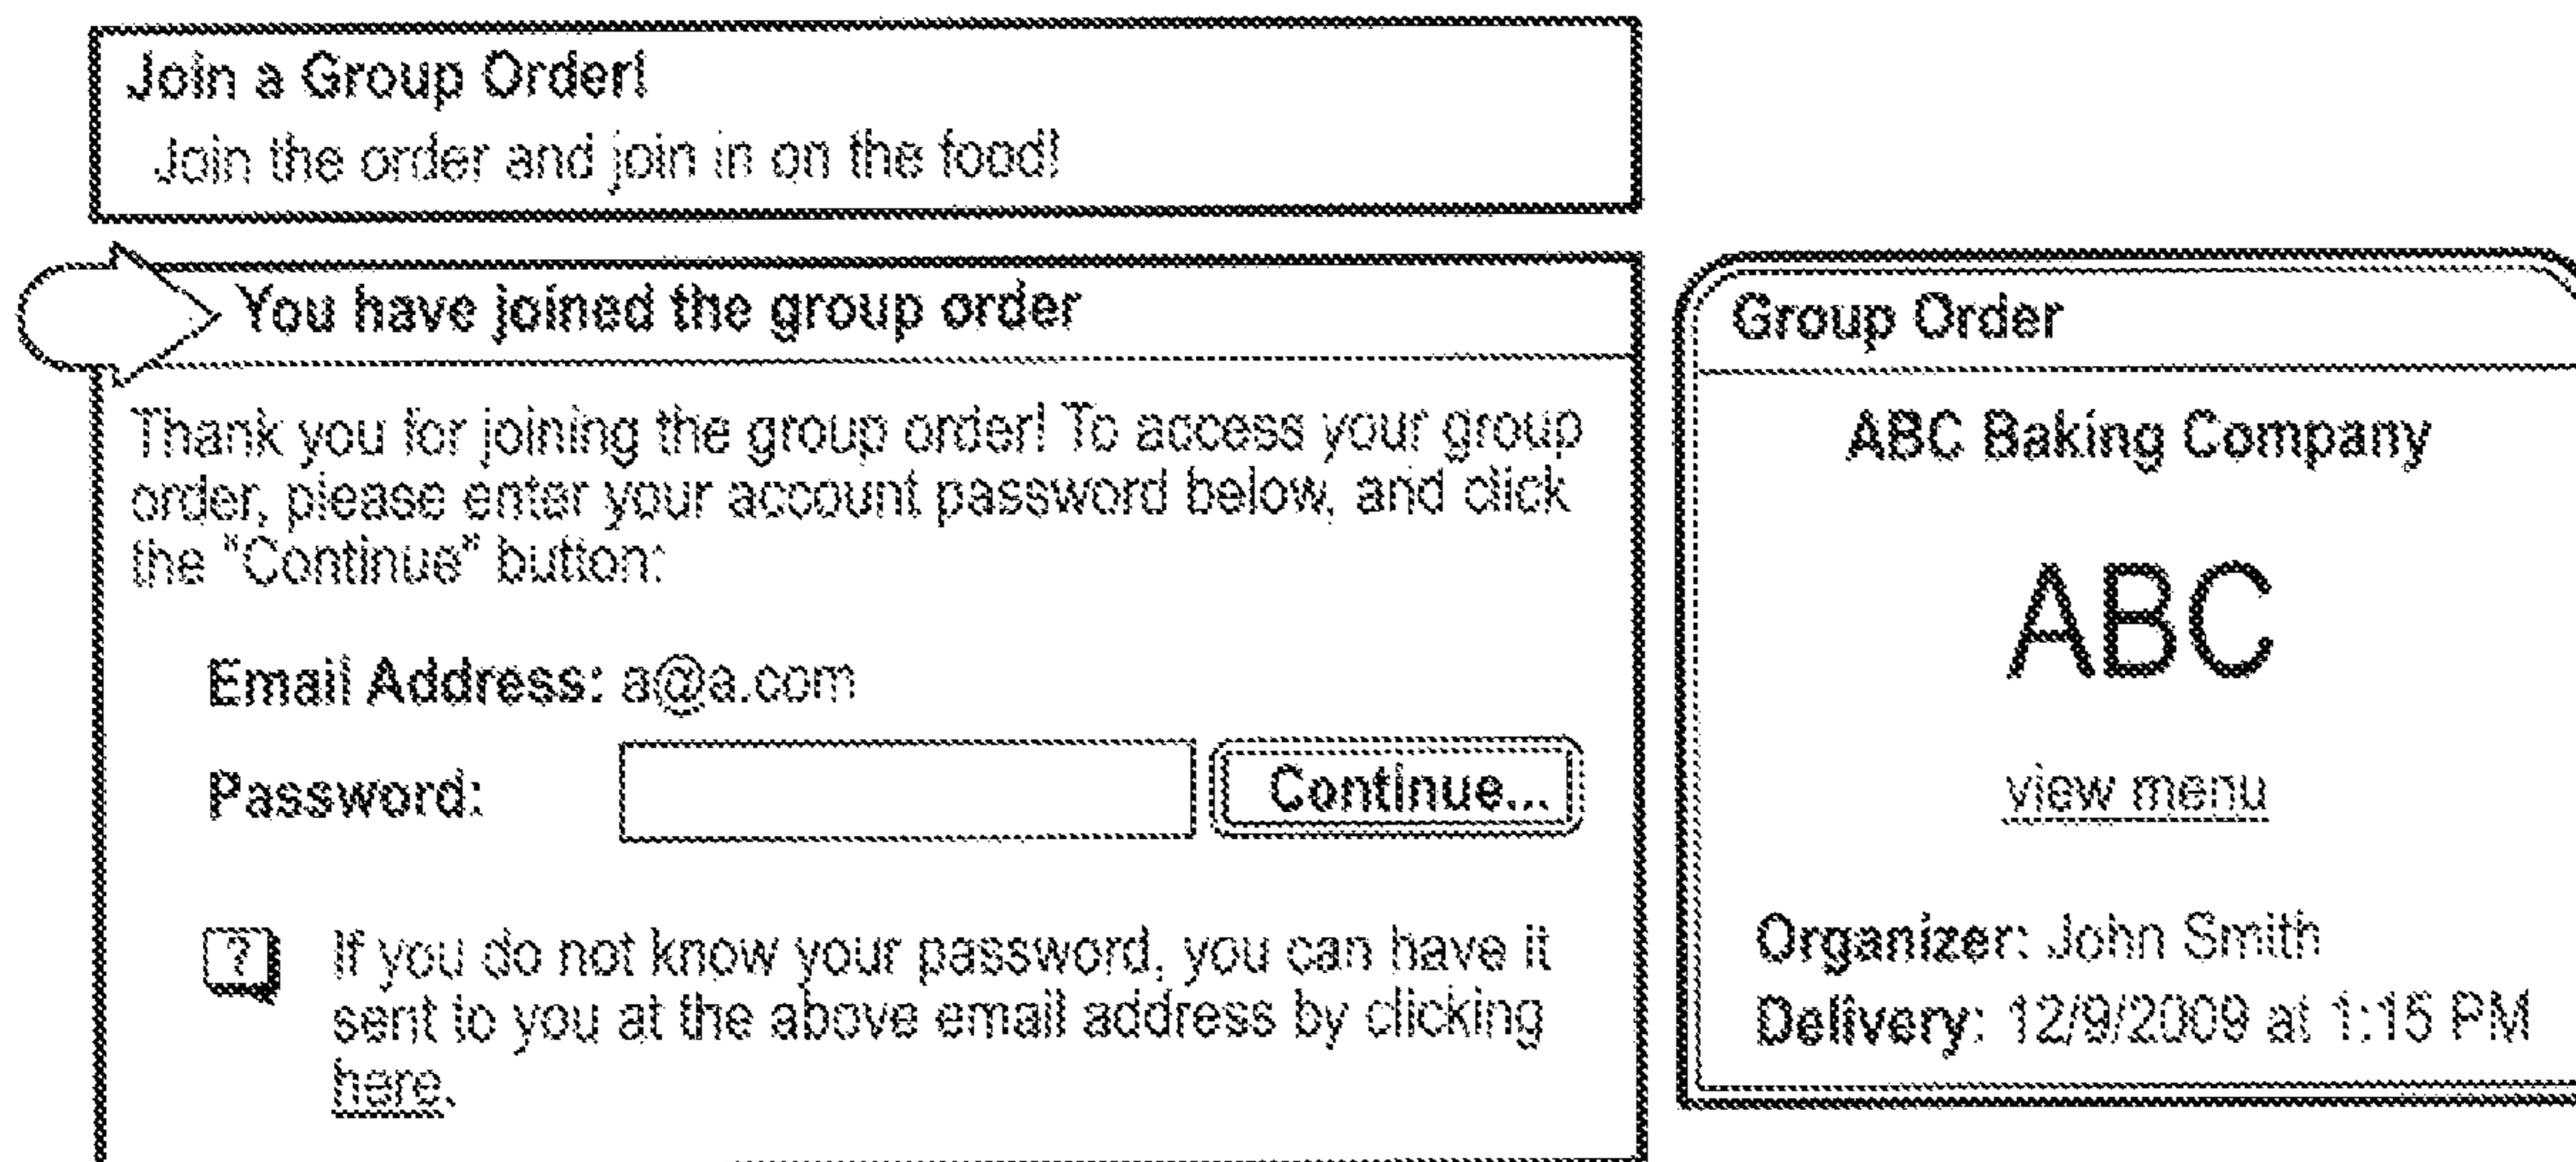 Join a Group Order!
Join the order and join in on the food!
You have joined the group order
Thank you for joining the group order! To access your group
order, please enter your account password below, and click
the "Continue" button:
Email Address: a@a.com
Password:
Continue...
?
If you do not know your password, you can have it
sent to you at the above email address by clicking
here.
Group Order
ABC Baking Company
ABC
view menu
Organizer: John Smith
Delivery: 12/9/2009 at 1:15 PM